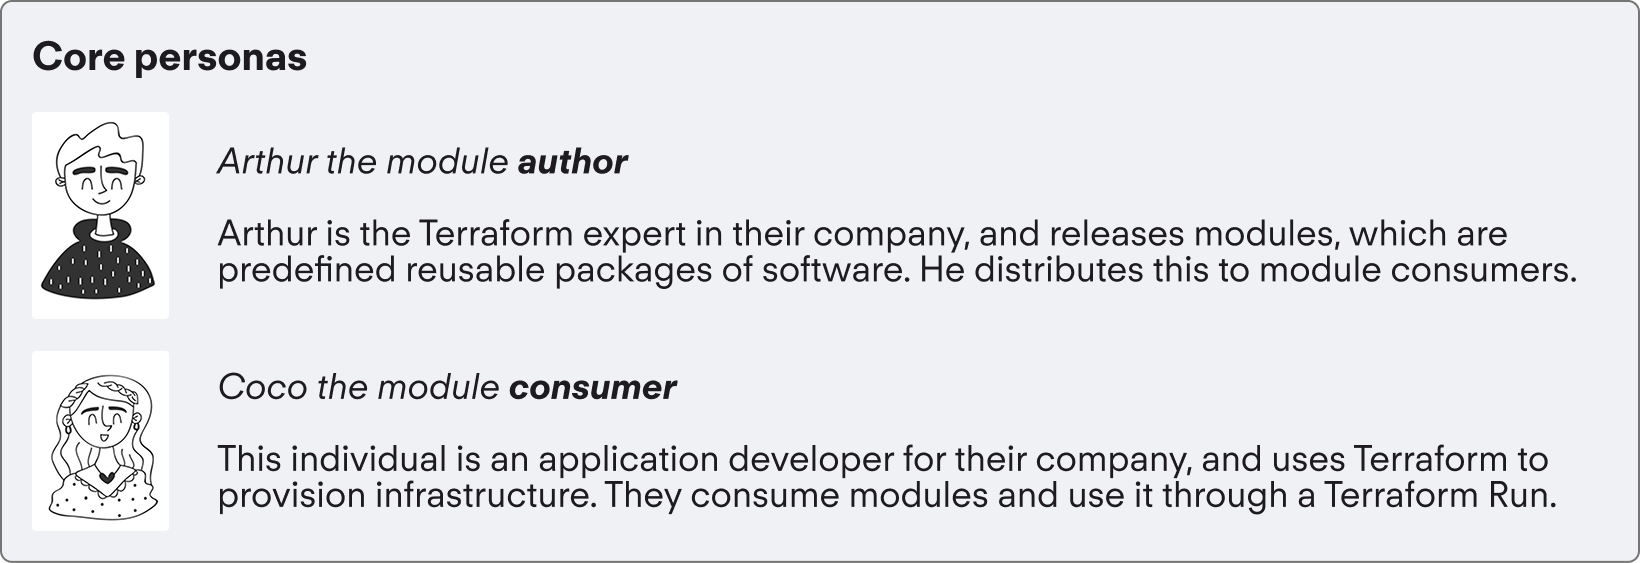 Core personas
Arthur the module author
Arthur is the Terraform expert in their company, and releases modules, which are
predefined reusable packages of software. He distributes this to module consumers.
Coco the module consumer
This individual is an application developer for their company, and uses Terraform to
provision infrastructure. They consume modules and use it through a Terraform Run.